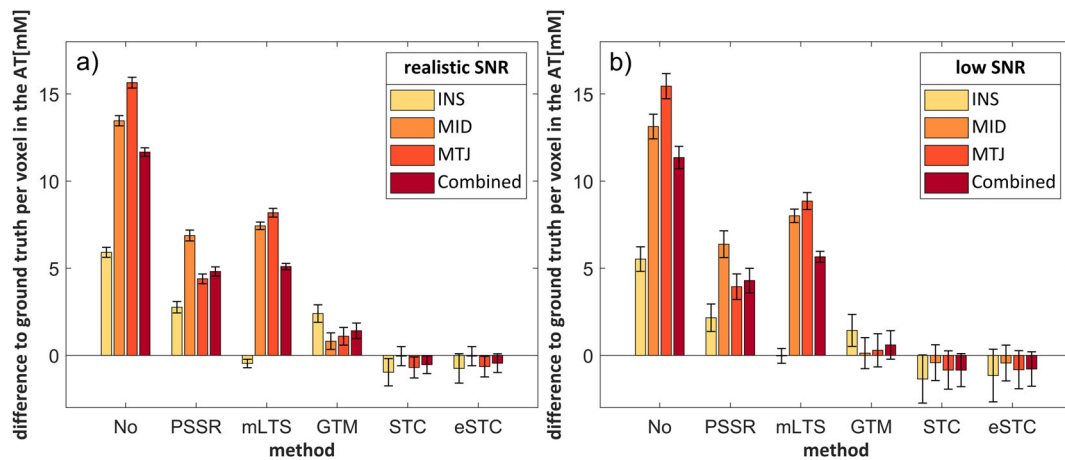 difference to ground truth per voxel in the AT[mM]
a)
realistic SNR
INS
MID
MTJ
Combined
15
10
5
0
No PSSR mLTS GTM STC eSTC
method
difference to ground truth per voxel in the AT[mM]
b)
low SNR
INS
MID
MTJ
Combined
15
10
5
0
No PSSR mLTS GTM STC eSTC
method